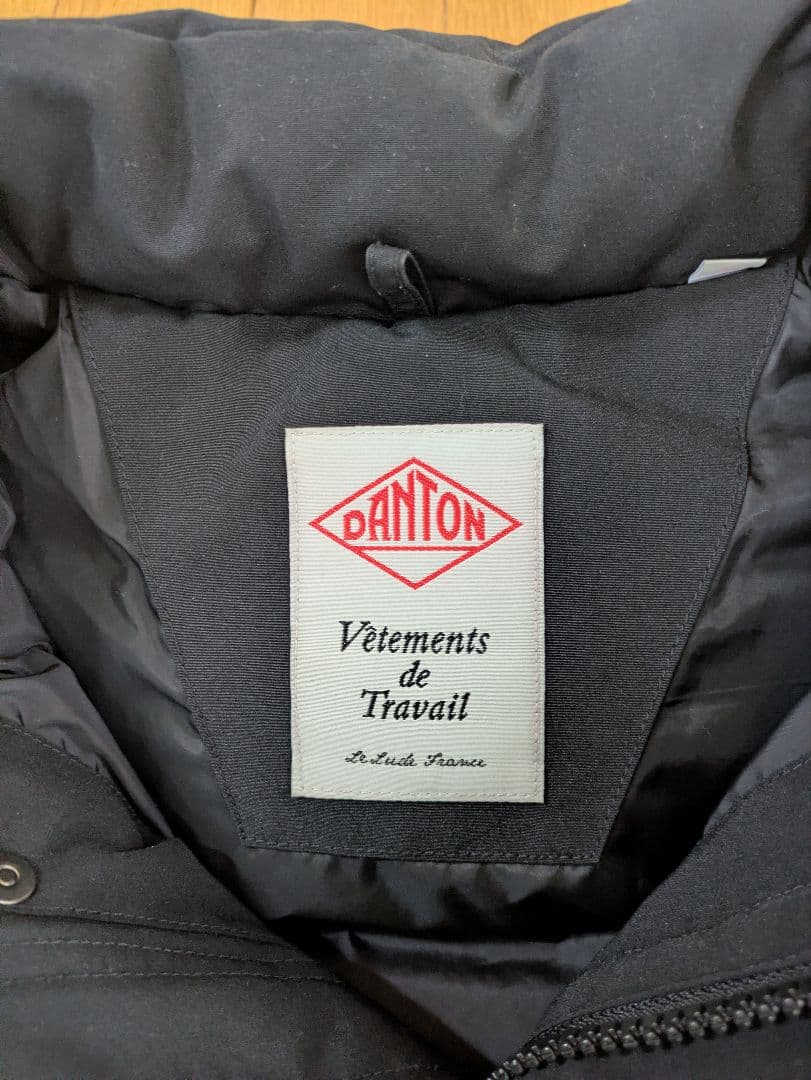 DANTON
Vêtements
de
Travail
Le Lude France